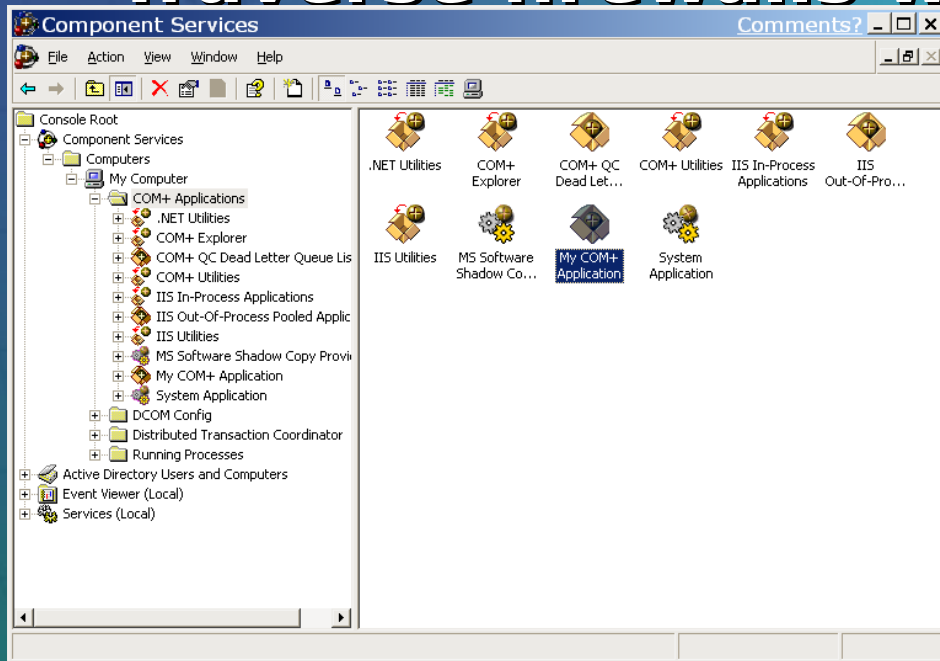 Traverse firewalls w
Component Services
Comments?
File Action View Window Help
Console Root
Component Services
Computers
My Computer
COM+ Applications
.NET Utilities
COM+ Explorer
COM+ QC Dead Letter Queue Lis
COM+ Utilities
IIS In-Process Applications
IIS Out-Of-Process Pooled Applic
IIS Utilities
MS Software Shadow Copy Provi
My COM+ Application
System Application
DCOM Config
Distributed Transaction Coordinator
Running Processes
Active Directory Users and Computers
Event Viewer (Local)
Services (Local)
.NET Utilities
COM+
Explorer
COM+ QC
Dead Let...
COM+ Utilities
IIS In-Process
Applications
IIS
Out-Of-Pro...
IIS Utilities
MS Software
Shadow Co...
My COM+
Application
System
Application